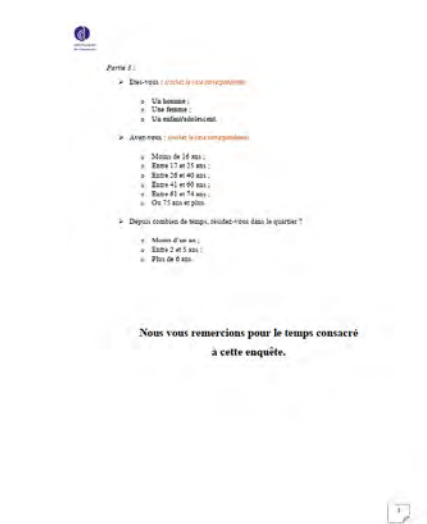 Partie 3 :
Êtes-vous : (cocher la case correspondante)
Un homme ;
Une femme ;
Un enfant/adolescent.
Avez-vous : (cocher la case correspondante)
Moins de 16 ans ;
Entre 17 et 25 ans ;
Entre 26 et 40 ans ;
Entre 41 et 60 ans ;
Entre 61 et 74 ans ;
Ou 75 ans et plus.
Depuis combien de temps, résidez-vous dans le quartier ?
Moins d'un an ;
Entre 2 et 5 ans ;
Plus de 6 ans.
Nous vous remercions pour le temps consacré
à cette enquête.